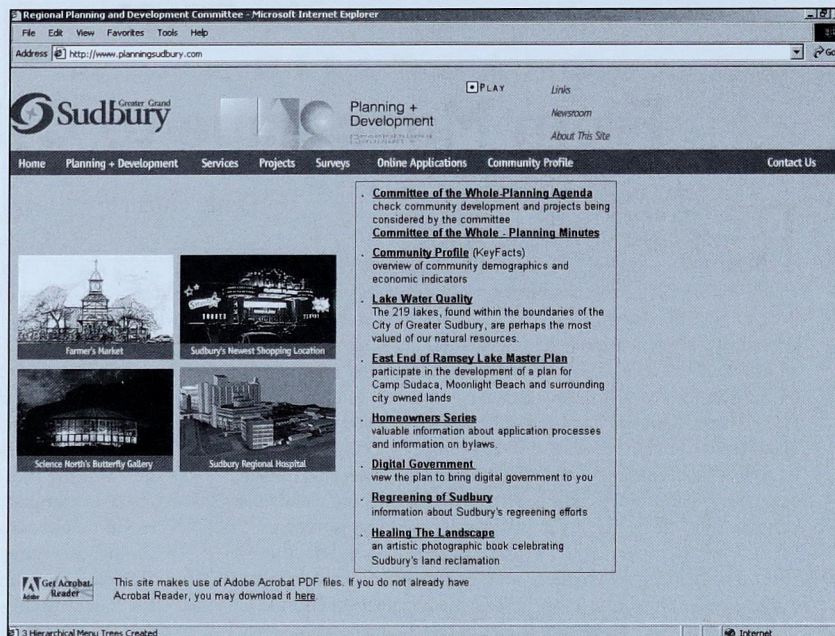 Regional Planning and Development Committee - Microsoft Internet Explorer
File Edit View Favorites Tools Help
Address http://www.planningsudbury.com Go
PLAY
Links
Greater Grand
Sudbury
Planning +
Development
Newsroom
About This Site
Home Planning + Development Services Projects Surveys Online Applications Community Profile Contact Us
. Committee of the Whole-Planning Agenda
check community development and projects being
considered by the committee
Committee of the Whole - Planning Minutes
. Community Profile (KeyFacts)
overview of community demographics and
economic indicators
. Lake Water Quality
The 219 lakes, found within the boundaries of the
City of Greater Sudbury, are perhaps the most
valued of our natural resources.
. East End of Ramsey Lake Master Plan
participate in the development of a plan for
Camp Sudaca, Moonlight Beach and surrounding
city owned lands
. Homeowners Series
valuable information about application processes
and information on bylaws.
. Digital Government
view the plan to bring digital government to you
. Regreening of Sudbury
information about Sudbury's regreening efforts
. Healing The Landscape
an artistic photographic book celebrating
Sudbury's land reclamation
Farmer's Market
Sudbury's Newest Shopping Location
Science North's Butterfly Gallery
Sudbury Regional Hospital
Get Acrobat
Reader
Adobe
This site makes use of Adobe Acrobat PDF files. If you do not already have
Acrobat Reader, you may download it here.
3 Hierarchical Menu Trees Created
Internet